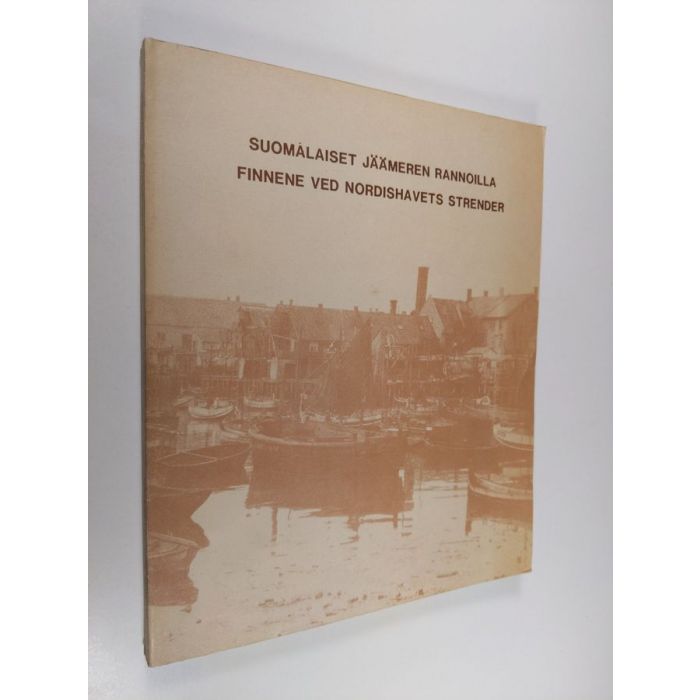 SUOMALAISET JÄÄMEREN RANNOILLA
FINNENE VED NORDISHAVETS STRENDER